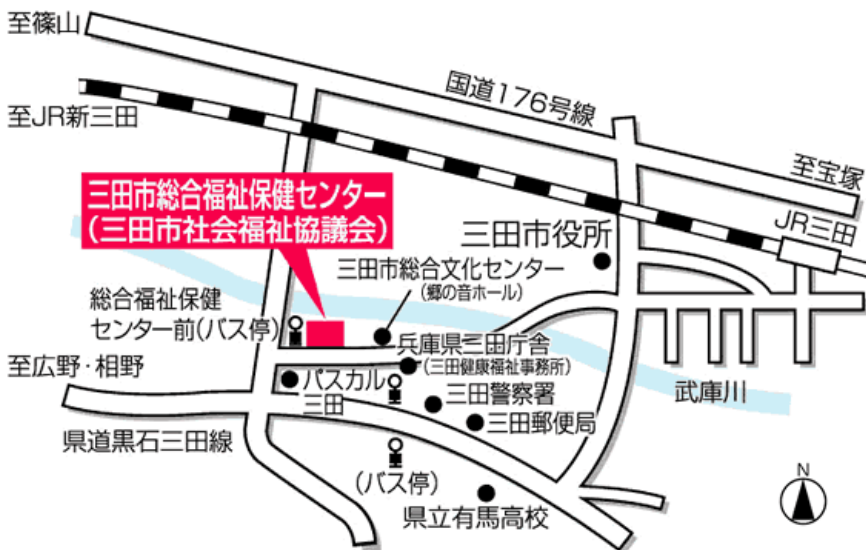 至篠山
国道176号線
至JR新三田
至宝塚
JR三田
三田市総合福祉保健センター
(三田市社会福祉協議会)
三田市役所
三田市総合文化センター
(郷の音ホール)
総合福祉保健
センター前(バス停)
兵庫県三田庁舎
(三田健康福祉事務所)
至広野・相野
パスカル
三田
三田警察署
三田郵便局
武庫川
県道黒石三田線
(バス停)
県立有馬高校
N